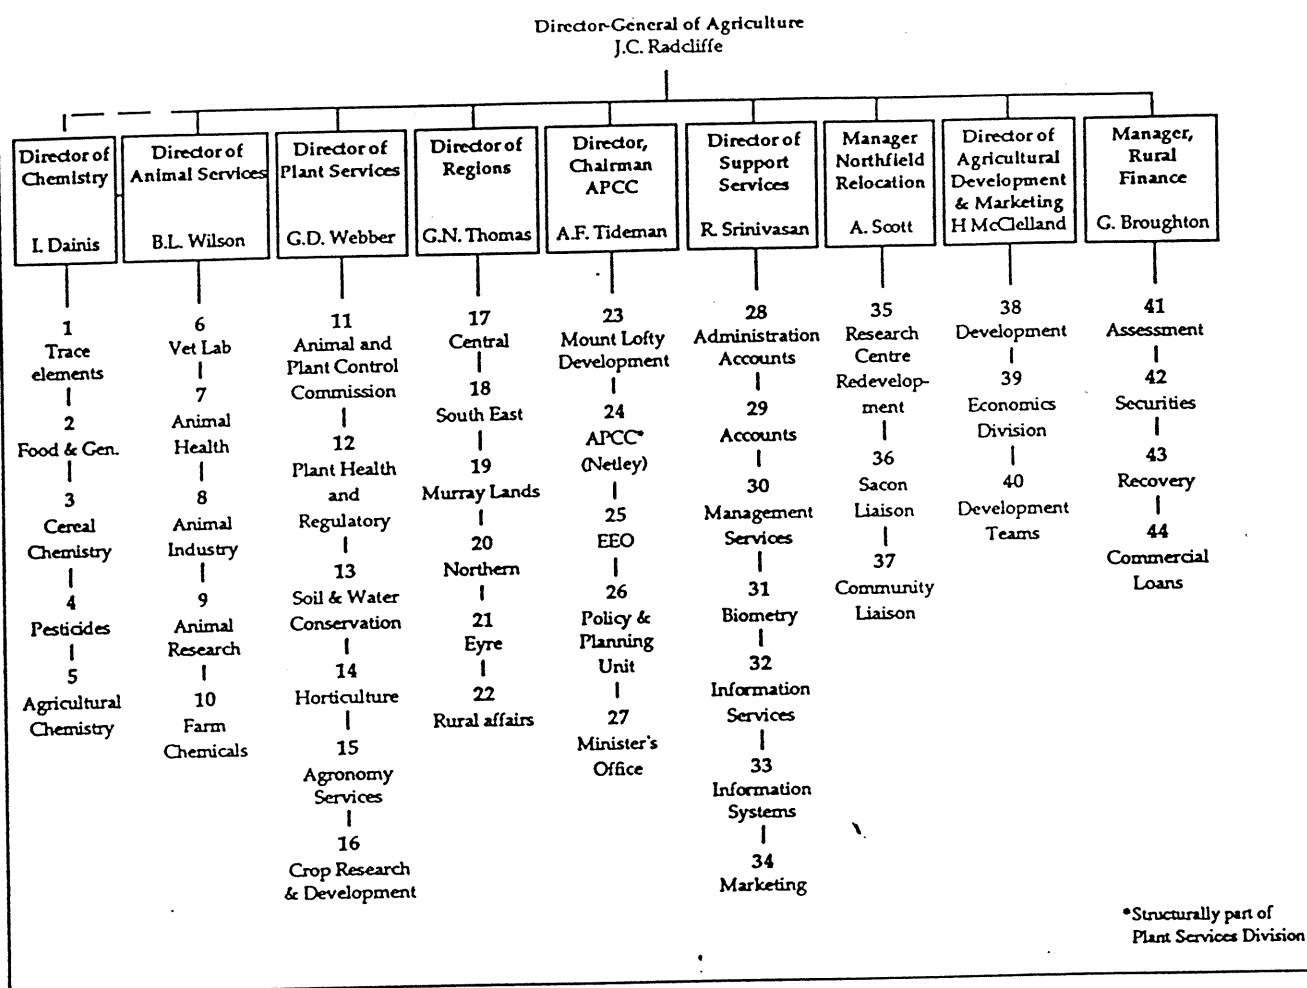 Director-General of Agriculture
J.C. Radcliffe
Director of
Chemistry
I. Dainis
Director of
Animal Services
B.L. Wilson
Director of
Plant Services
G.D. Webber
Director of
Regions
G.N. Thomas
Director,
Chairman
APCC
A.F. Tideman
Director of
Support
Services
R. Srinivasan
Manager
Northfield
Relocation
A. Scott
Director of
Agricultural
Development
& Marketing
H McClelland
Manager,
Rural
Finance
G. Broughton
1
Trace
elements
2
Food & Gen.
3
Cereal
Chemistry
4
Pesticides
5
Agricultural
Chemistry
6
Vet Lab
7
Animal
Health
8
Animal
Industry
9
Animal
Research
10
Farm
Chemicals
11
Animal and
Plant Control
Commission
12
Plant Health
and
Regulatory
13
Soil & Water
Conservation
14
Horticulture
15
Agronomy
Services
16
Crop Research
& Development
17
Central
18
South East
19
Murray Lands
20
Northern
21
Eyre
22
Rural affairs
23
Mount Lofty
Development
24
APCC*
(Netley)
25
EEO
26
Policy &
Planning
Unit
27
Minister's
Office
28
Administration
Accounts
29
Accounts
30
Management
Services
31
Biometry
32
Information
Services
33
Information
Systems
34
Marketing
35
Research
Centre
Redevelop-
ment
36
Sacon
Liaison
37
Community
Liaison
38
Development
39
Economics
Division
40
Development
Teams
41
Assessment
42
Securities
43
Recovery
44
Commercial
Loans
*Structurally part of
Plant Services Division